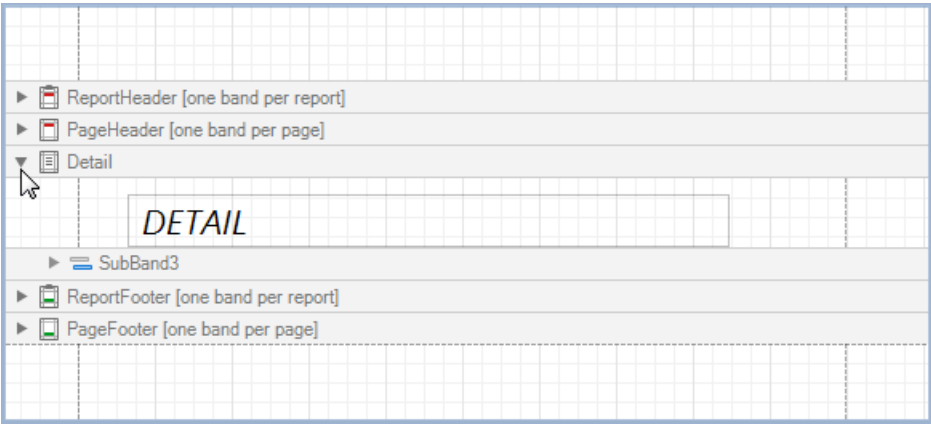 ReportHeader [one band per report]
PageHeader [one band per page]
Detail
DETAIL
SubBand3
ReportFooter [one band per report]
PageFooter [one band per page]